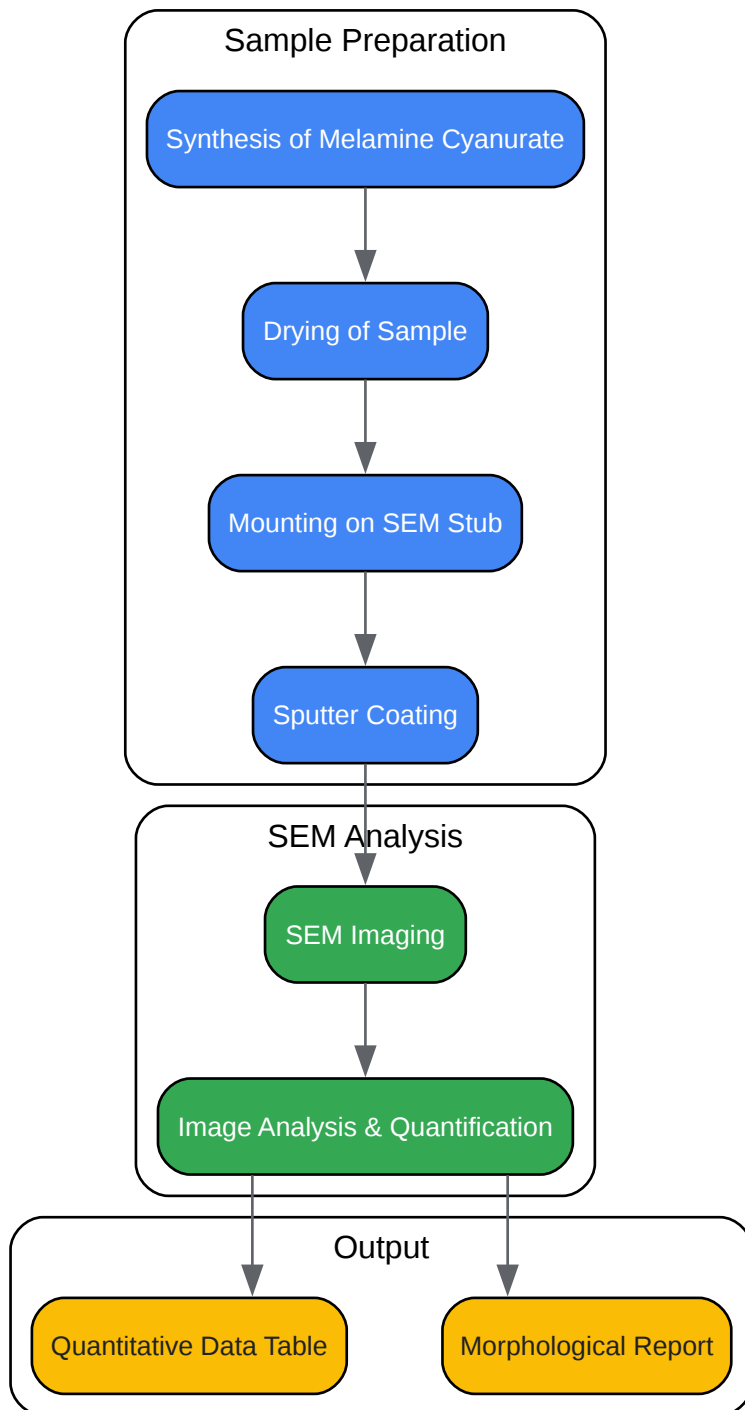 Sample Preparation
Synthesis of Melamine Cyanurate
Drying of Sample
Mounting on SEM Stub
Sputter Coating
SEM Analysis
SEM Imaging
Image Analysis & Quantification
Output
Quantitative Data Table
Morphological Report